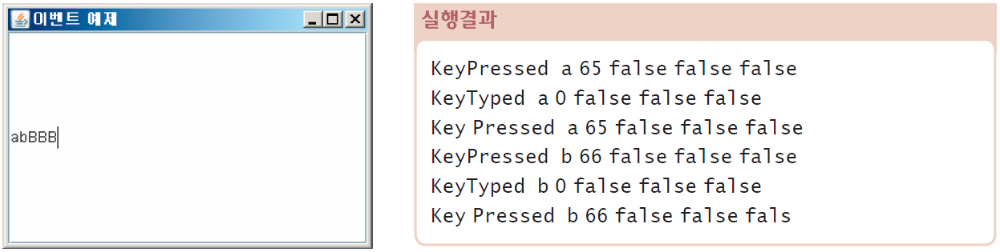 이벤트 예제
abBBB
실행결과
KeyPressed a 65 false false false
KeyTyped a 0 false false false
Key Pressed a 65 false false false
KeyPressed b 66 false false false
KeyTyped b 0 false false false
Key Pressed b 66 false false fals